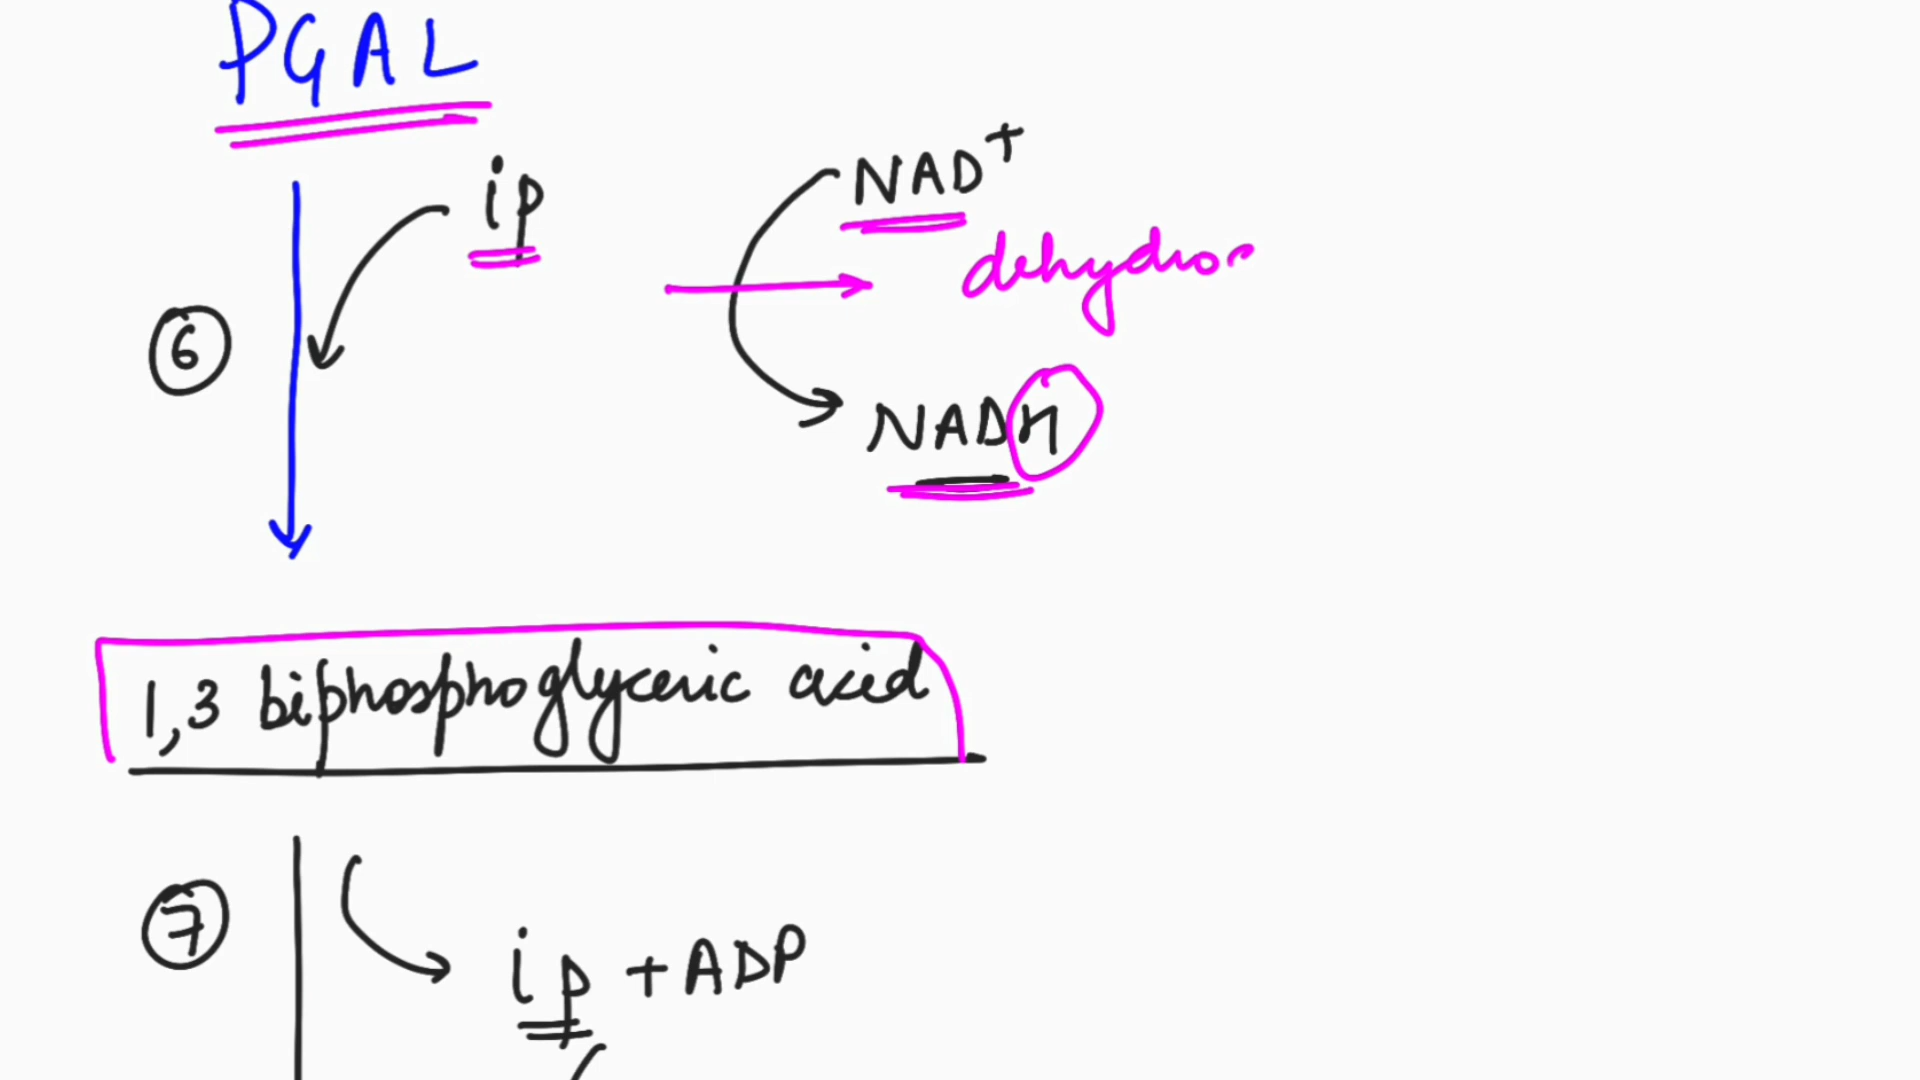 PGAL
ip
NAD+
dehydro
6
NADH
1,3 biphosphoglyceric acid
7
ip + ADP